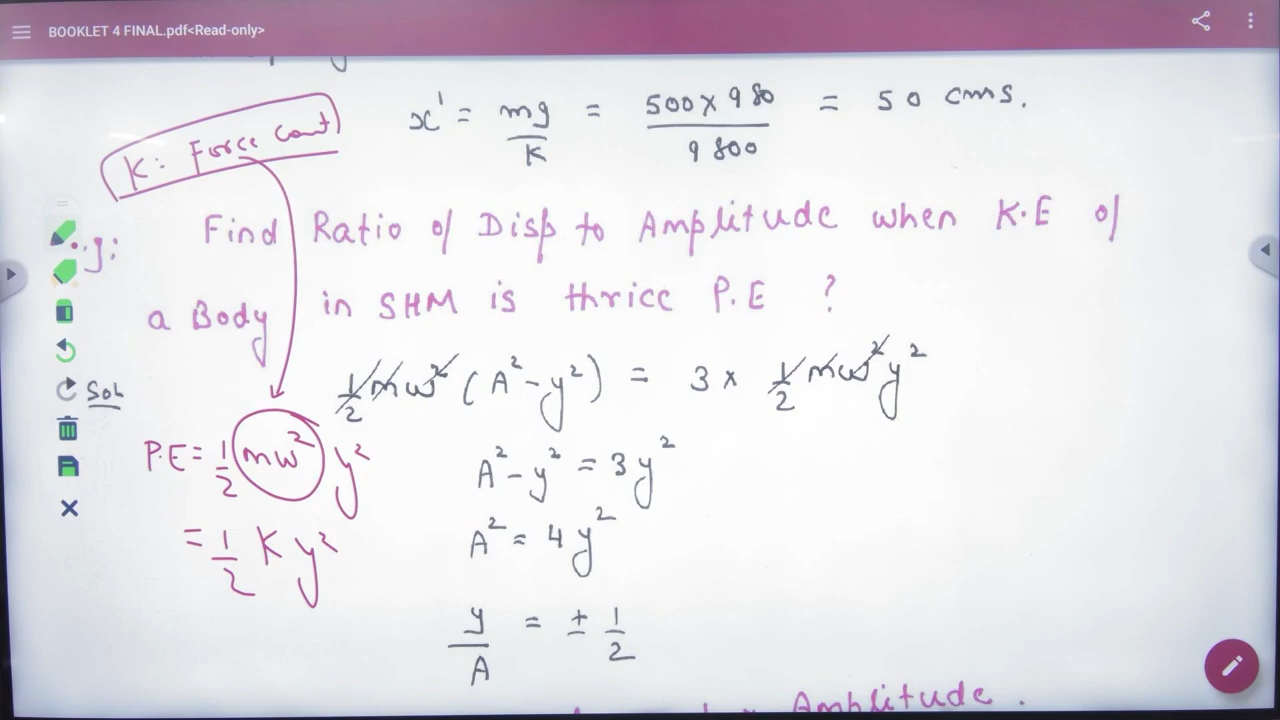 BOOKLET 4 FINAL.pdf<Read-only>
x' = mg/K = 500 x 980 / 9800 = 50 cms.
K: Force Const
g: Find Ratio of Disp to Amplitude when K.E of
a Body in SHM is thrice P.E ?
Sol
1/2 mω² (A² - y²) = 3 x 1/2 mω² y²
P.E = 1/2 mω² y²
A² - y² = 3y²
= 1/2 K y²
A² = 4y²
y/A = ± 1/2
Amplitude.